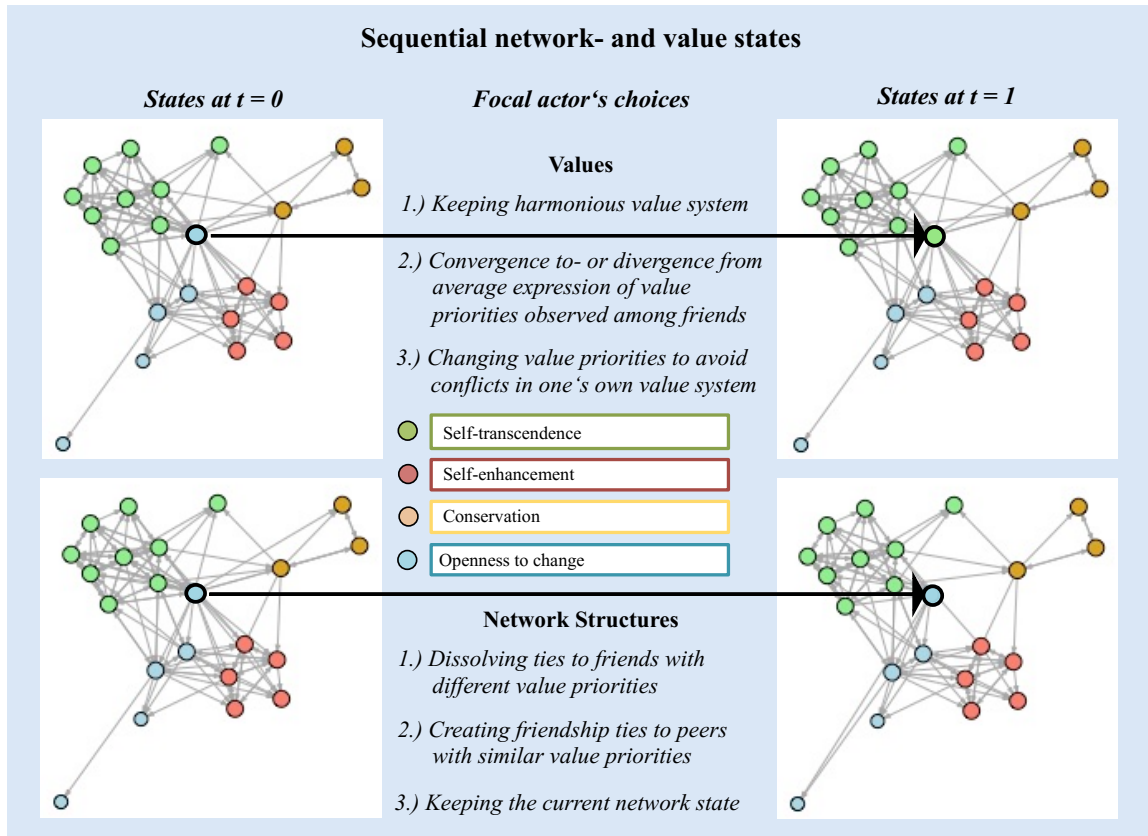 Sequential network- and value states
States at t = 0
Focal actor‘s choices
States at t = 1
Values
1.) Keeping harmonious value system
2.) Convergence to- or divergence from
average expression of value
priorities observed among friends
3.) Changing value priorities to avoid
conflicts in one‘s own value system
Self-transcendence
Self-enhancement
Conservation
Openness to change
Network Structures
1.) Dissolving ties to friends with
different value priorities
2.) Creating friendship ties to peers
with similar value priorities
3.) Keeping the current network state